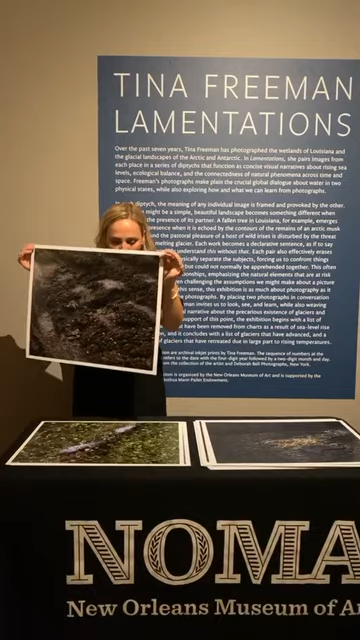 TINA FREEMAN
LAMENTATIONS
Over the past seven years, Tina Freeman has photographed the wetlands of Louisiana and
the glacial landscapes of the Arctic and Antarctic. In Lamentations, she pairs images from
each place in a series of diptychs that function as concise visual narratives about rising sea
levels, ecological balance, and the connectedness of natural phenomena across time and
space. Freeman's photographs make plain the crucial global dialogue about water in two
physical states, while also exploring how and what we can learn from photographs.
diptych, the meaning of any individual image is framed and provoked by the other.
might be a simple, beautiful landscape becomes something different when
the presence of its partner. A fallen tree in Louisiana, for example, emerges
presence when it is echoed by the contours of the remains of an arctic musk
and the pastoral pleasure of a host of wild irises is disturbed by the threat
melting glacier. Each work becomes a declarative sentence, as if to say
understand this without that. Each pair also effectively erases
physically separate the subjects, forcing us to confront things
but could not normally be apprehended together. This often
relationships, emphasizing the natural elements that are at risk
challenging the assumptions we might make about a picture
this sense, this exhibition is as much about photography as it
photographs. By placing two photographs in conversation
invites us to look, see, and learn, while also weaving
narrative about the precarious existence of glaciers and
support of this point, the exhibition begins with a list of
have been removed from charts as a result of sea-level rise
and it concludes with a list of glaciers that have advanced, and a
of glaciers that have retreated due in large part to rising temperatures.
are archival inkjet prints by Tina Freeman. The sequence of numbers at the
refers to the date with the four-digit year followed by a two-digit month and day.
the collection of the artist and Deborah Bell Photographs, New York.
is organized by the New Orleans Museum of Art and is supported by the
Mann Pailet Endowment.
NOMA
New Orleans Museum of